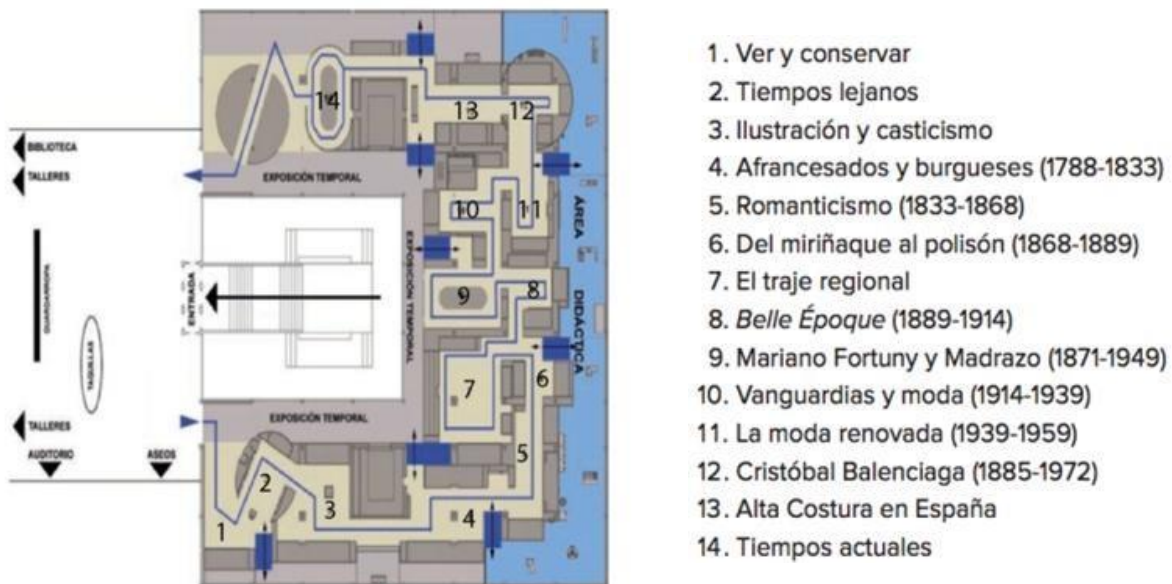 BIBLIOTECA
TALLERES
GUARDARROPA
TAQUILLAS
TALLERES
AUDITORIO
ASEOS
ENTRADA
EXPOSICIÓN TEMPORAL
EXPOSICIÓN TEMPORAL
EXPOSICIÓN TEMPORAL
ÁREA
DIDÁCTICA
14
13
12
10
11
9
8
7
6
5
2
3
4
1
1. Ver y conservar
2. Tiempos lejanos
3. Ilustración y casticismo
4. Afrancesados y burgueses (1788-1833)
5. Romanticismo (1833-1868)
6. Del miriñaque al polisón (1868-1889)
7. El traje regional
8. Belle Époque (1889-1914)
9. Mariano Fortuny y Madrazo (1871-1949)
10. Vanguardias y moda (1914-1939)
11. La moda renovada (1939-1959)
12. Cristóbal Balenciaga (1885-1972)
13. Alta Costura en España
14. Tiempos actuales